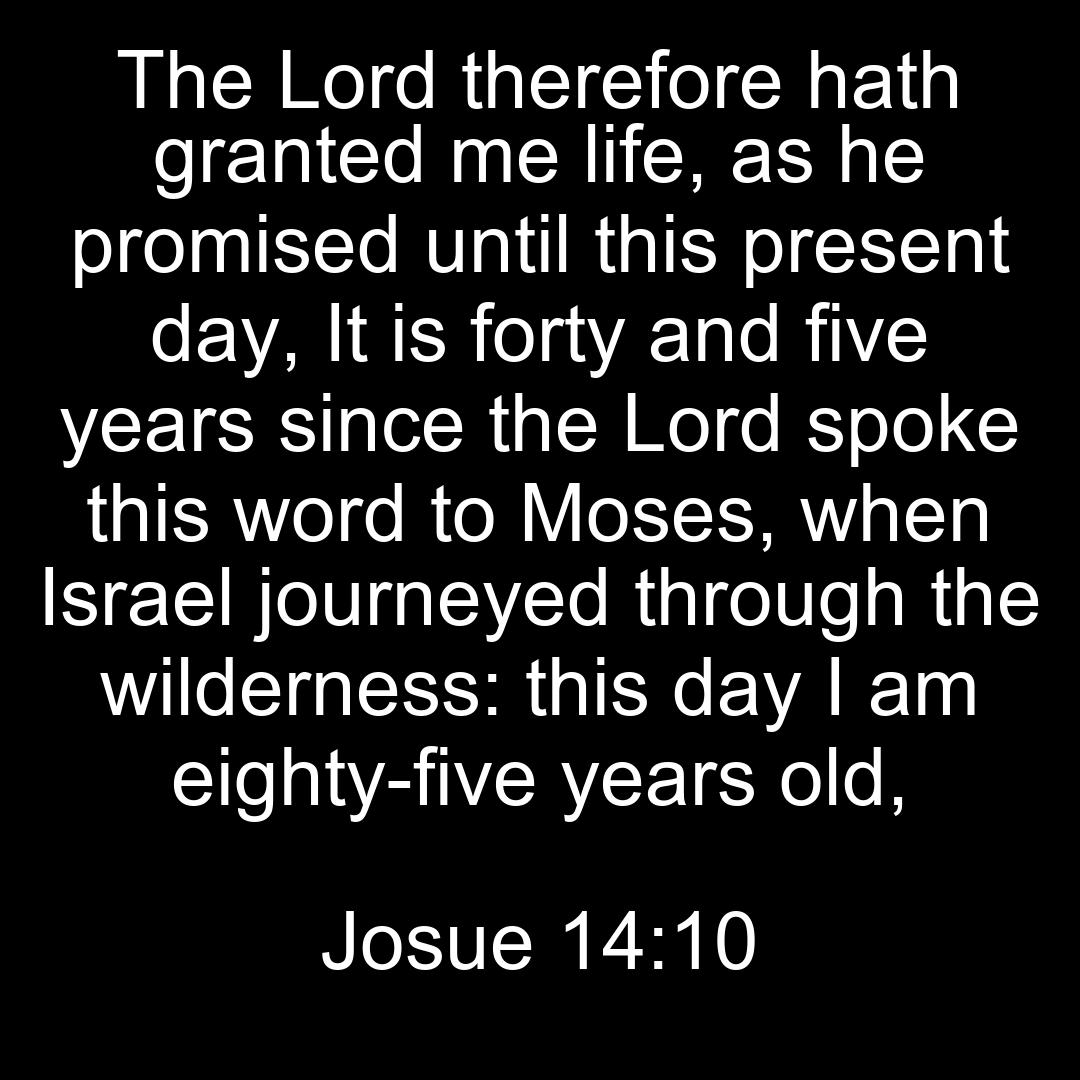 The Lord therefore hath
granted me life, as he
promised until this present
day, It is forty and five
years since the Lord spoke
this word to Moses, when
Israel journeyed through the
wilderness: this day I am
eighty-five years old,
Josue 14:10